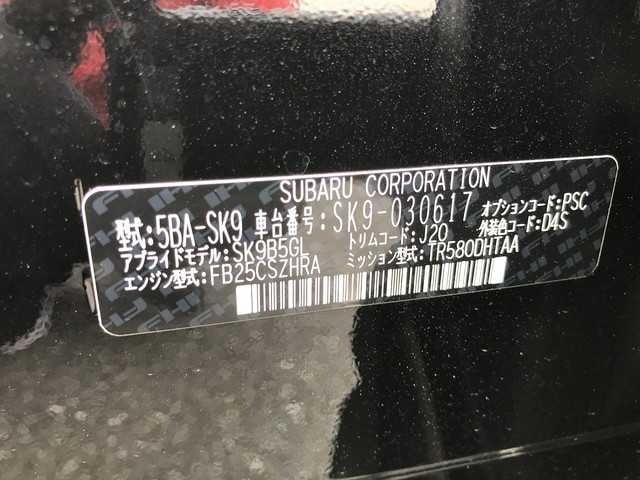 SUBARU CORPORATION
型式:5BA-SK9 車台番号:SK9-030617 オプションコード:PSC
アプライドモデル:SK9B5GL トリムコード:J20 外装色コード:D4S
エンジン型式:FB25CSZHRA ミッション型式:TR580DHTAA